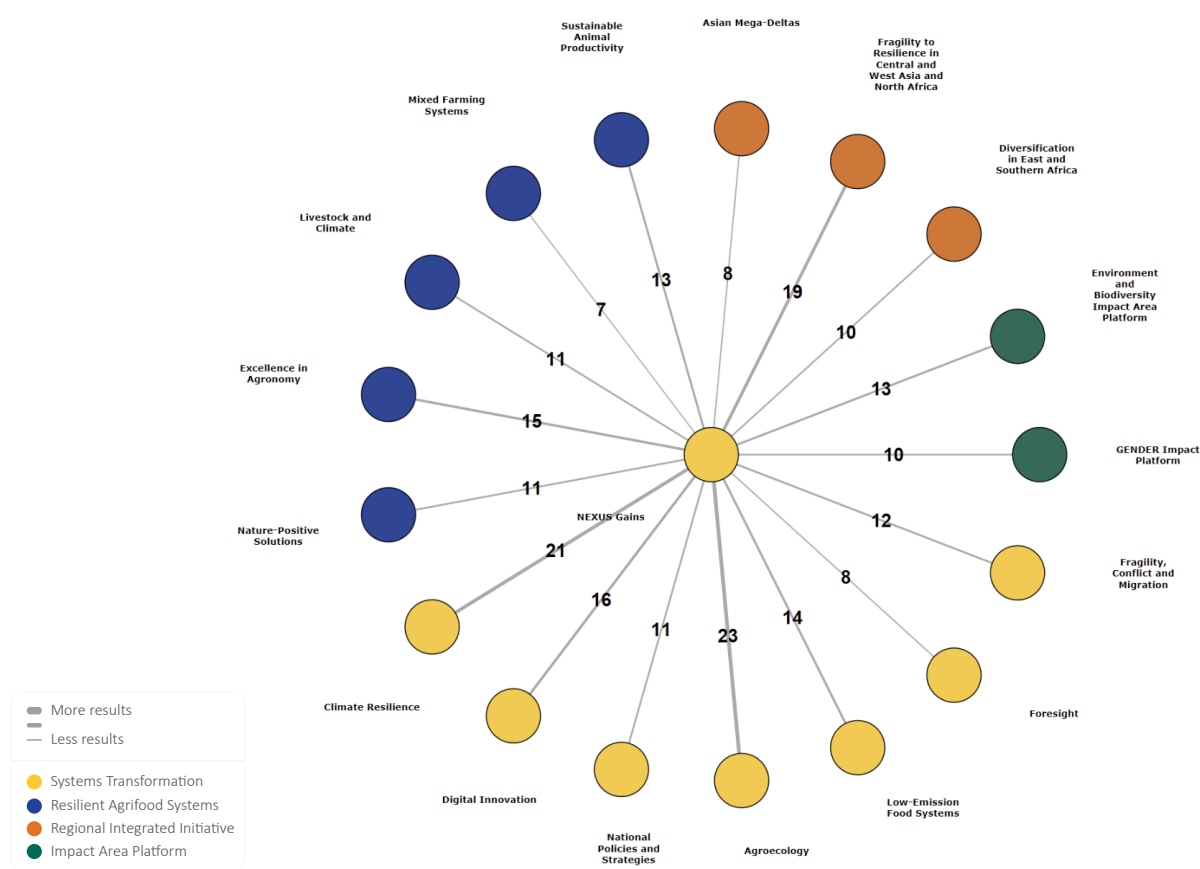 Asian Mega-Deltas
Sustainable
Animal
Productivity
Fragility to
Resilience in
Central and
West Asia and
North Africa
Mixed Farming
Systems
Diversification
in East and
Southern Africa
Livestock and
Climate
Environment
and
Biodiversity
Impact Area
Platform
13
8
19
7
10
11
Excellence in
Agronomy
13
15
GENDER Impact
Platform
10
11
NEXUS Gains
Nature-Positive
Solutions
12
21
Fragility,
Conflict and
Migration
8
16
14
11
23
Climate Resilience
Foresight
Digital Innovation
Low-Emission
Food Systems
National
Policies and
Strategies
Agroecology
More results
Less results
Systems Transformation
Resilient Agrifood Systems
Regional Integrated Initiative
Impact Area Platform